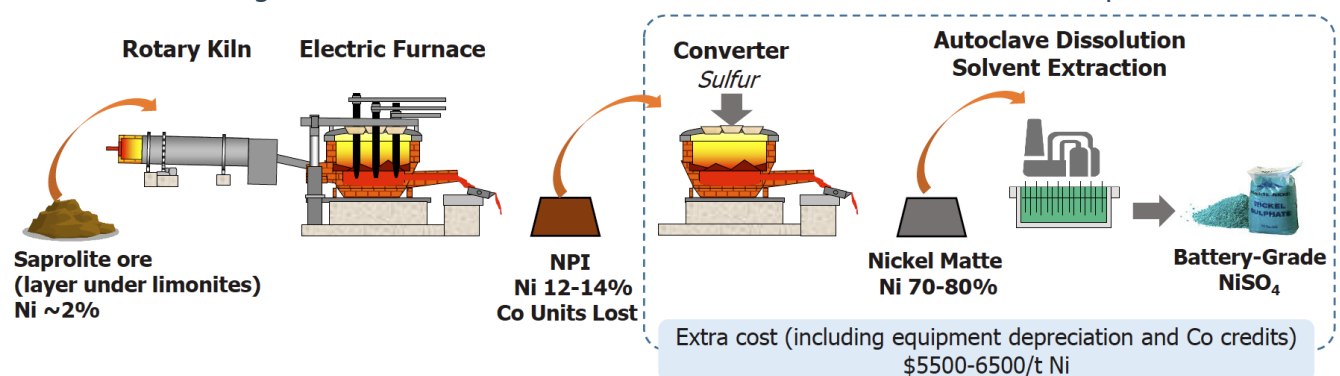 Rotary Kiln
Electric Furnace
Converter
Sulfur
Autoclave Dissolution
Solvent Extraction
Saprolite ore
(layer under limonites)
Ni ~2%
NPI
Ni 12-14%
Co Units Lost
Nickel Matte
Ni 70-80%
NICKEL
SULPHATE
Battery-Grade
NiSO₄
Extra cost (including equipment depreciation and Co credits)
$5500-6500/t Ni